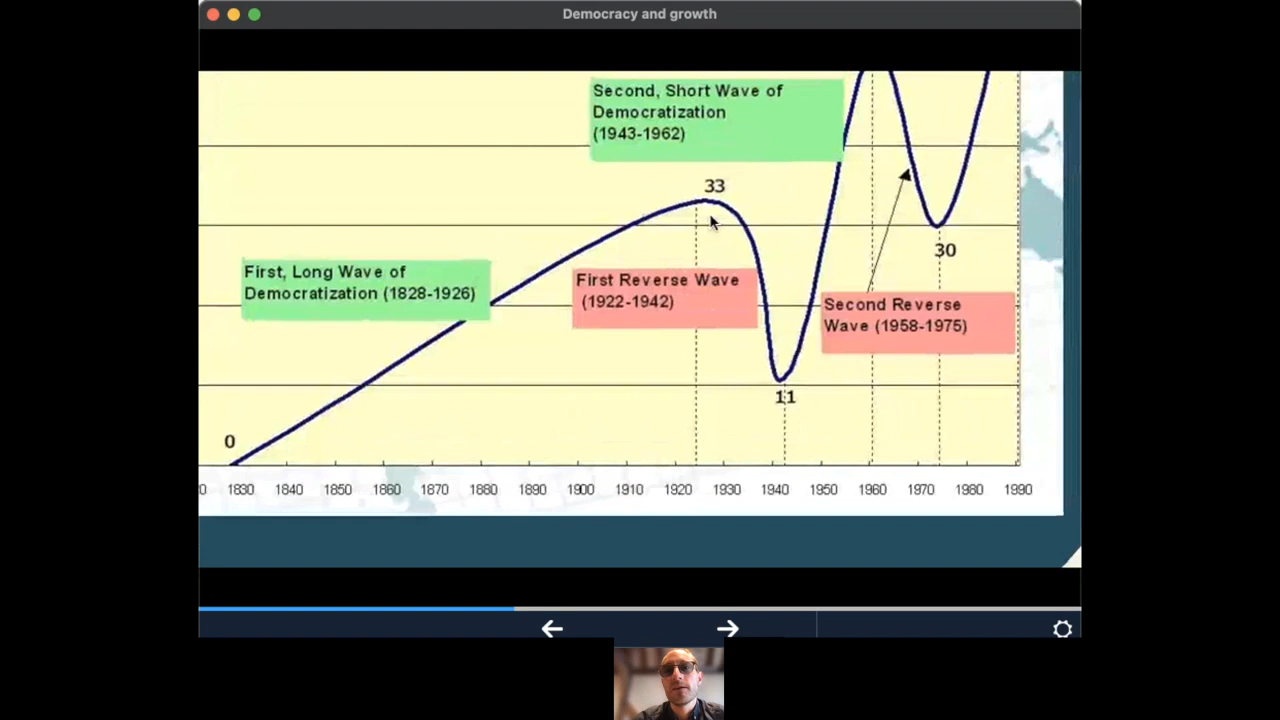 Democracy and growth
Second, Short Wave of
Democratization
(1943-1962)
33
30
First, Long Wave of
Democratization (1828-1926)
First Reverse Wave
(1922-1942)
Second Reverse
Wave (1958-1975)
11
0
0 1830 1840 1850 1860 1870 1880 1890 1900 1910 1920 1930 1940 1950 1960 1970 1980 1990